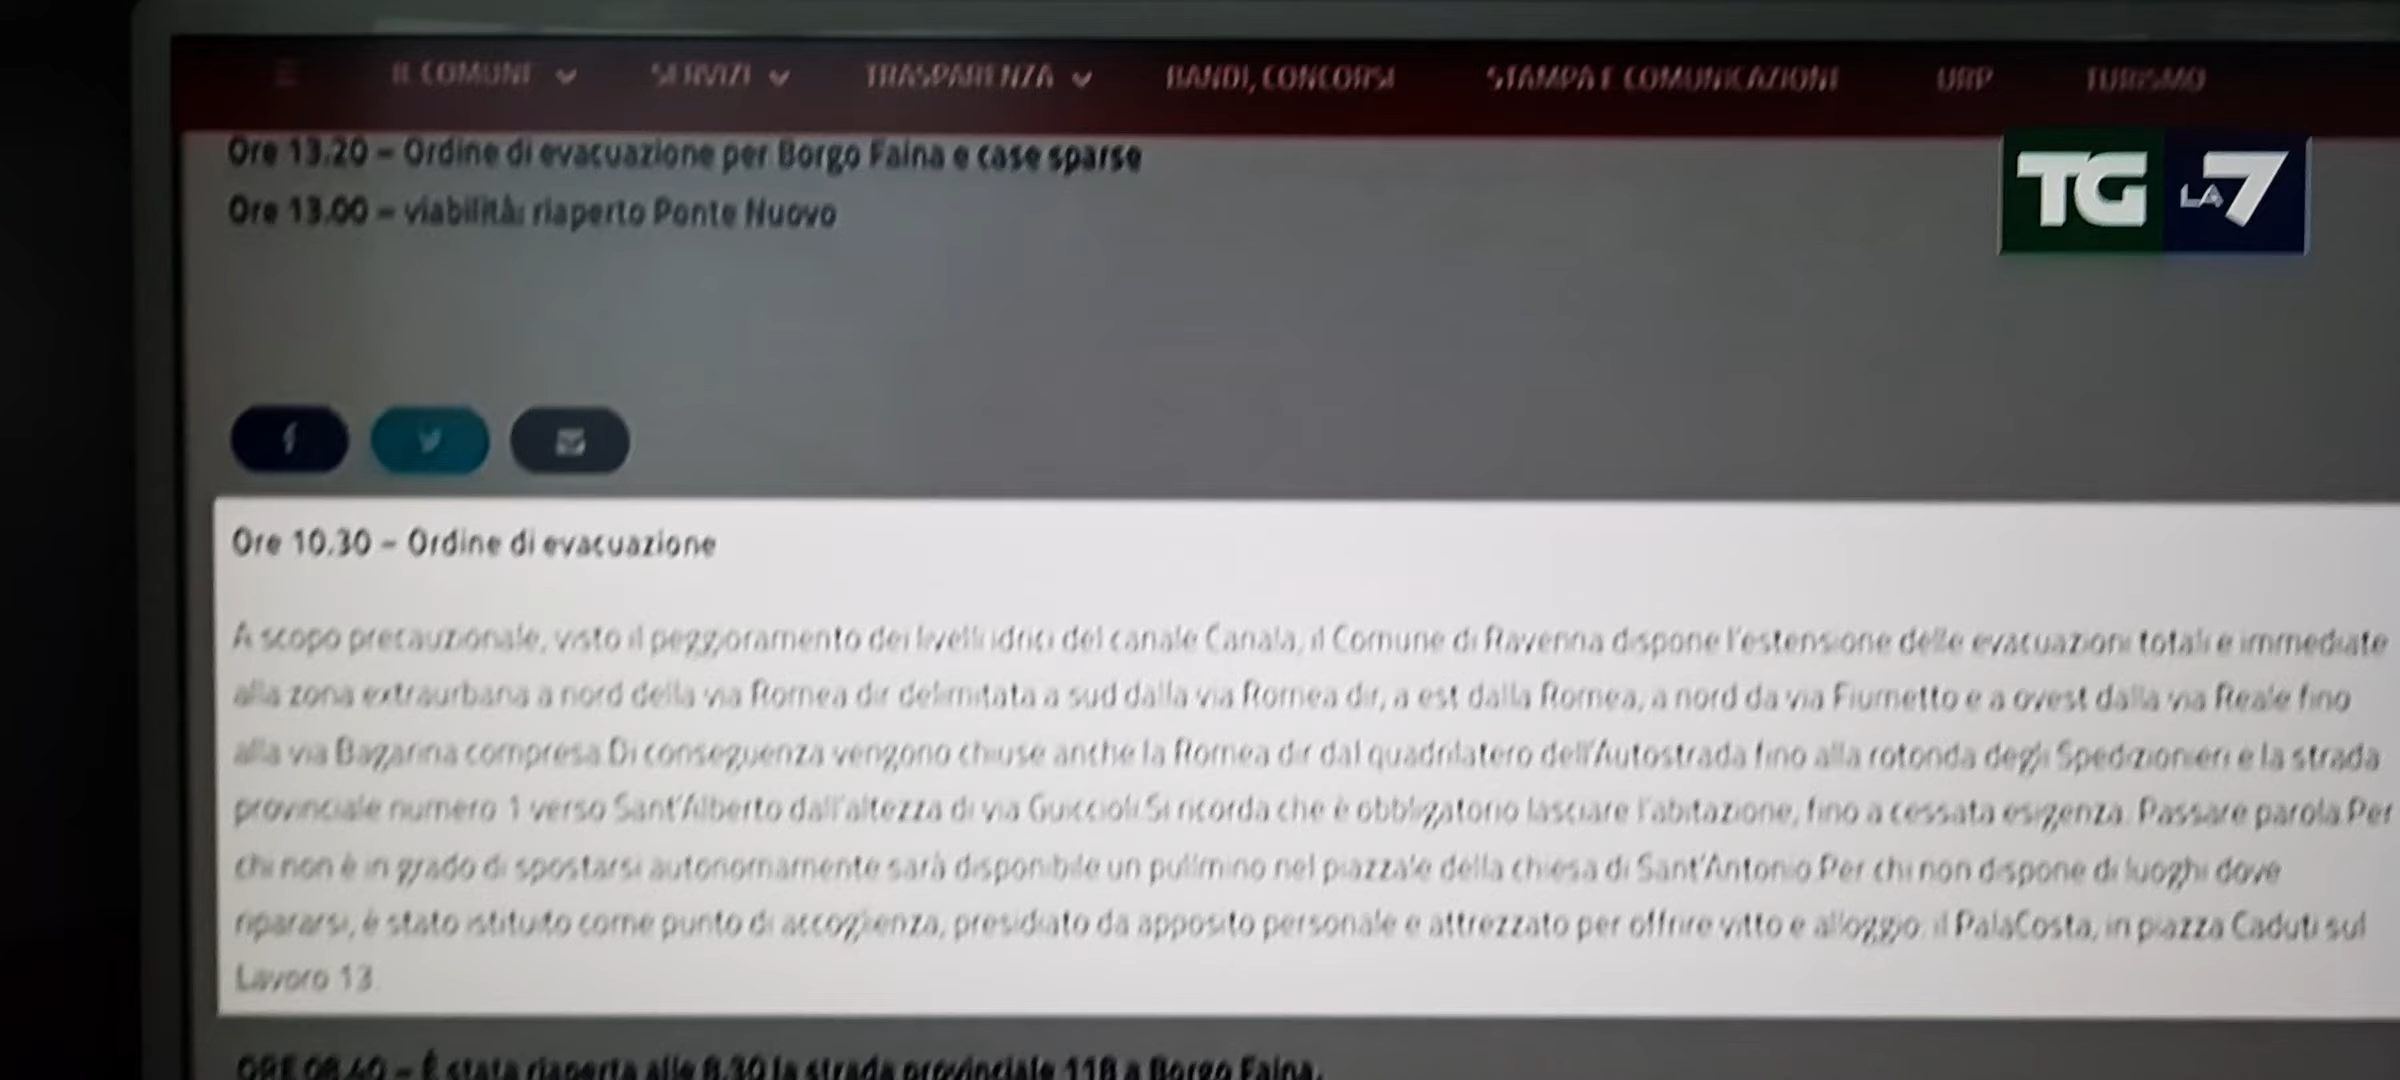 IL COMUNE SERVIZI TRASPARENZA BANDI, CONCORSI STAMPA E COMUNICAZIONE URP TURISMO
Ore 13.20 – Ordine di evacuazione per Borgo Faina e case sparse
Ore 13.00 – viabilità: riaperto Ponte Nuovo
TG LA7
Ore 10.30 – Ordine di evacuazione
A scopo precauzionale, visto il peggioramento dei livelli idrici del canale Canala, il Comune di Ravenna dispone l'estensione delle evacuazioni totali e immediate
alla zona extraurbana a nord della via Romea dir delimitata a sud dalla via Romea dir, a est dalla Romea, a nord da via Fiumetto e a ovest dalla via Reale fino
alla via Bagarina compresa.Di conseguenza vengono chiuse anche la Romea dir dal quadrilatero dell'Autostrada fino alla rotonda degli Spedizionieri e la strada
provinciale numero 1 verso Sant'Alberto dall'altezza di via Guiccioli.Si ricorda che è obbligatorio lasciare l'abitazione, fino a cessata esigenza. Passare parola.Per
chi non è in grado di spostarsi autonomamente sarà disponibile un pulimino nel piazzale della chiesa di Sant'Antonio.Per chi non dispone di luoghi dove
ripararsi, è stato istituito come punto di accoglienza, presidiato da apposito personale e attrezzato per offrire vitto e alloggio, il PalaCosta, in piazza Caduti sul
Lavoro 13
ORE 08.40 – È stata riaperta alle 8.30 la strada provinciale 118 a Borgo Faina.